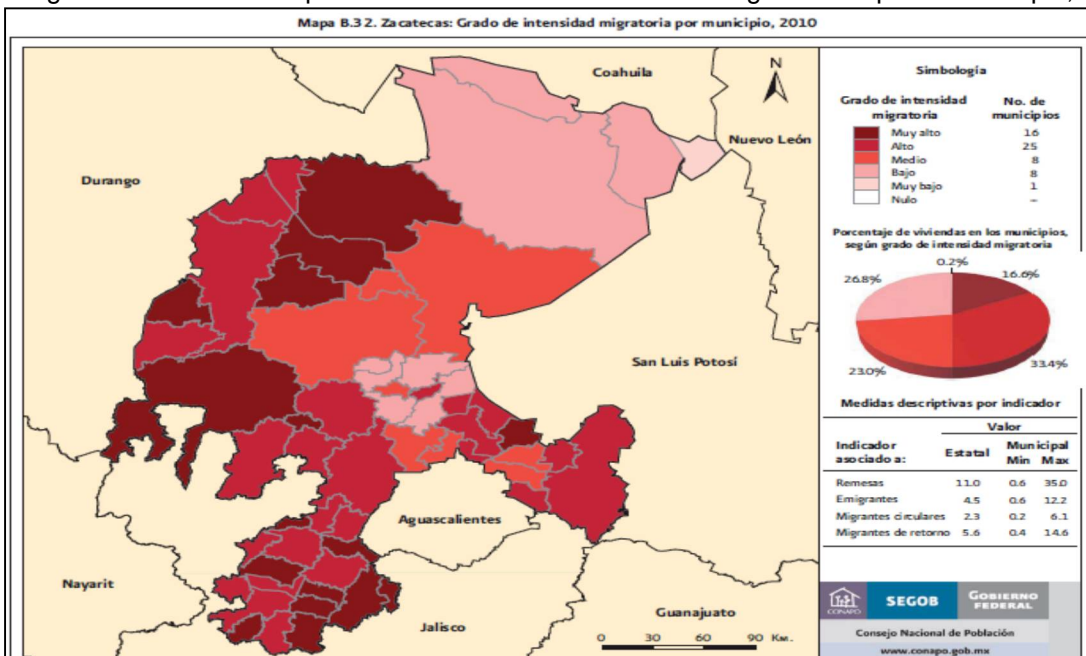 Mapa B.32. Zacatecas: Grado de intensidad migratoria por municipio, 2010
Coahuila
N
Nuevo León
Durango
San Luis Potosí
Aguascalientes
Nayarit
Jalisco
Guanajuato
0 30 60 90 Km.
Simbología
Grado de intensidad migratoria
No. de municipios
Muy alto 16
Alto 25
Medio 8
Bajo 8
Muy bajo 1
Nulo –
Porcentaje de viviendas en los municipios,
según grado de intensidad migratoria
0.2%
26.8%
16.6%
23.0%
33.4%
Medidas descriptivas por indicador
Valor
Indicador asociado a:
Estatal
Municipal
Min Max
Remesas 11.0 0.6 35.0
Emigrantes 4.5 0.6 12.2
Migrantes circulares 2.3 0.2 6.1
Migrantes de retorno 5.6 0.4 14.6
CONAPO
SEGOB
GOBIERNO
FEDERAL
Consejo Nacional de Población
www.conapo.gob.mx